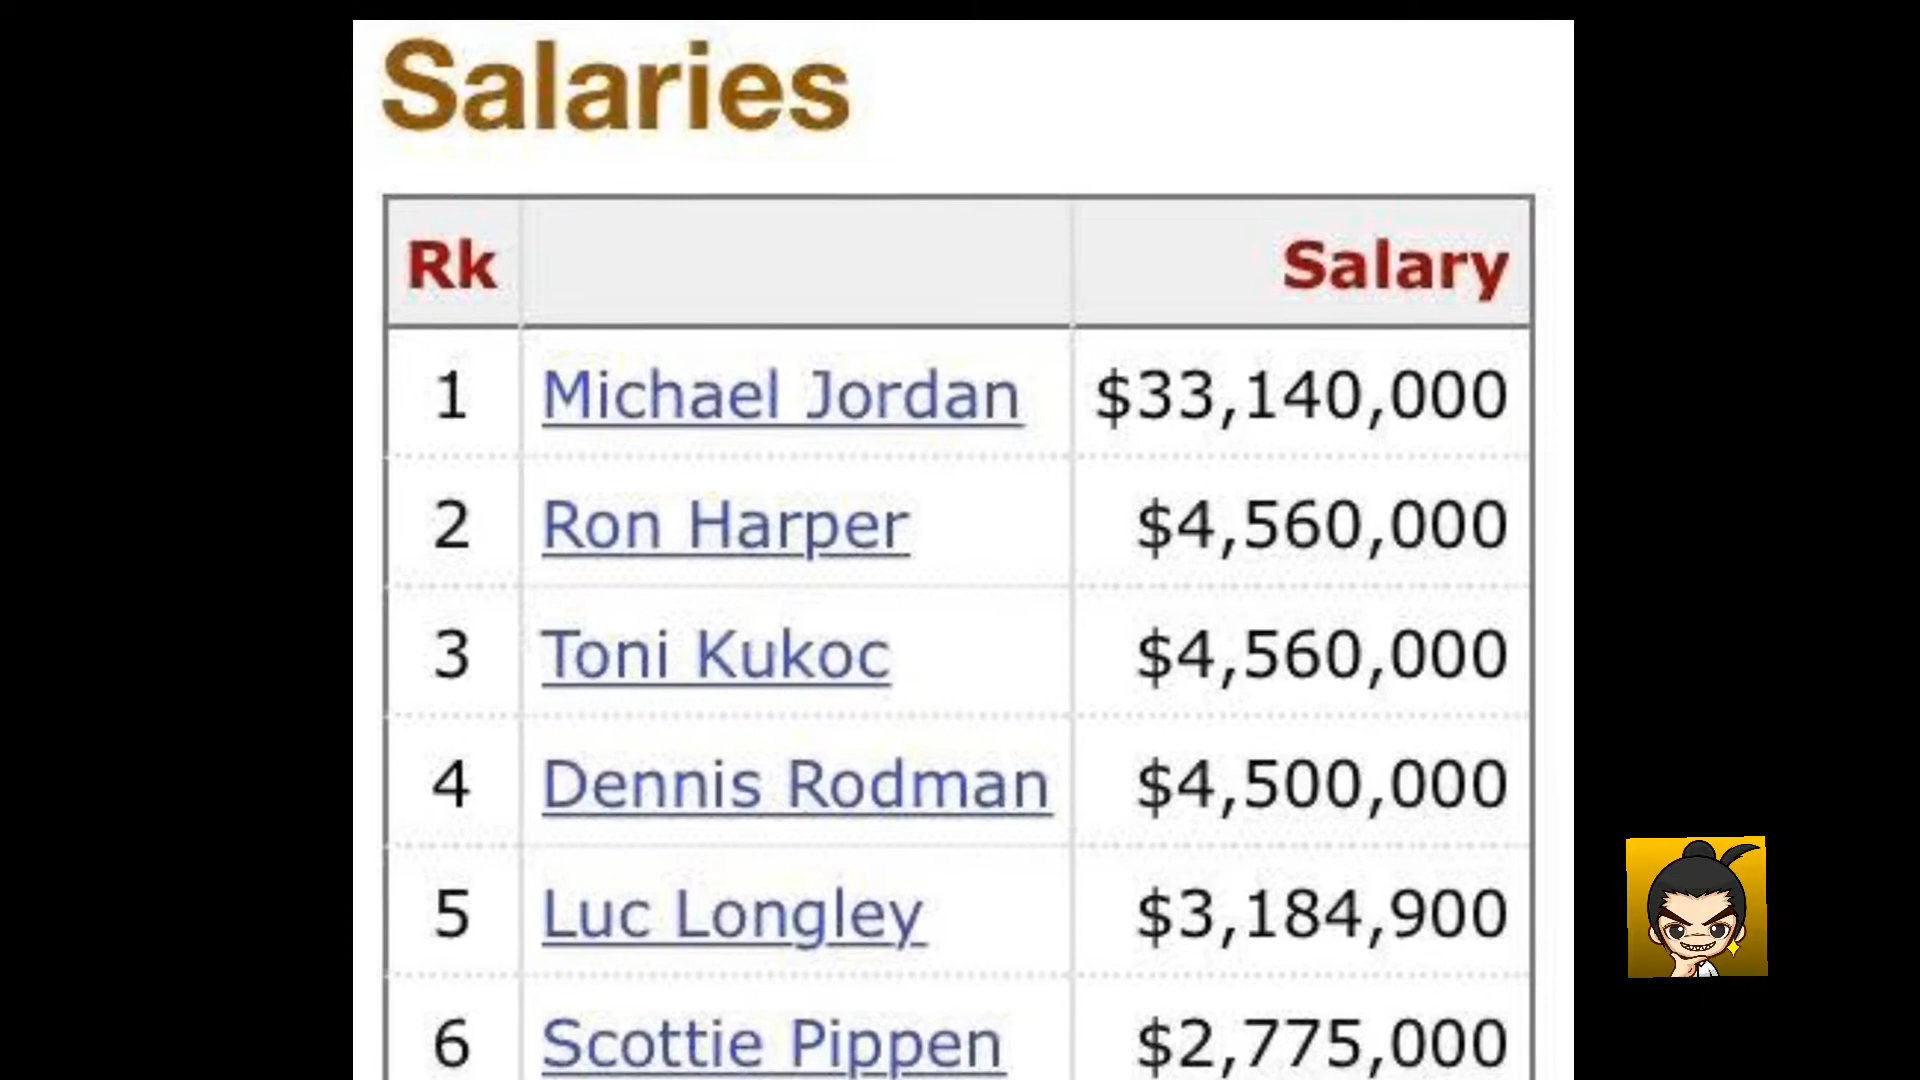 Salaries
Rk Salary
1 Michael Jordan $33,140,000
2 Ron Harper $4,560,000
3 Toni Kukoc $4,560,000
4 Dennis Rodman $4,500,000
5 Luc Longley $3,184,900
6 Scottie Pippen $2,775,000